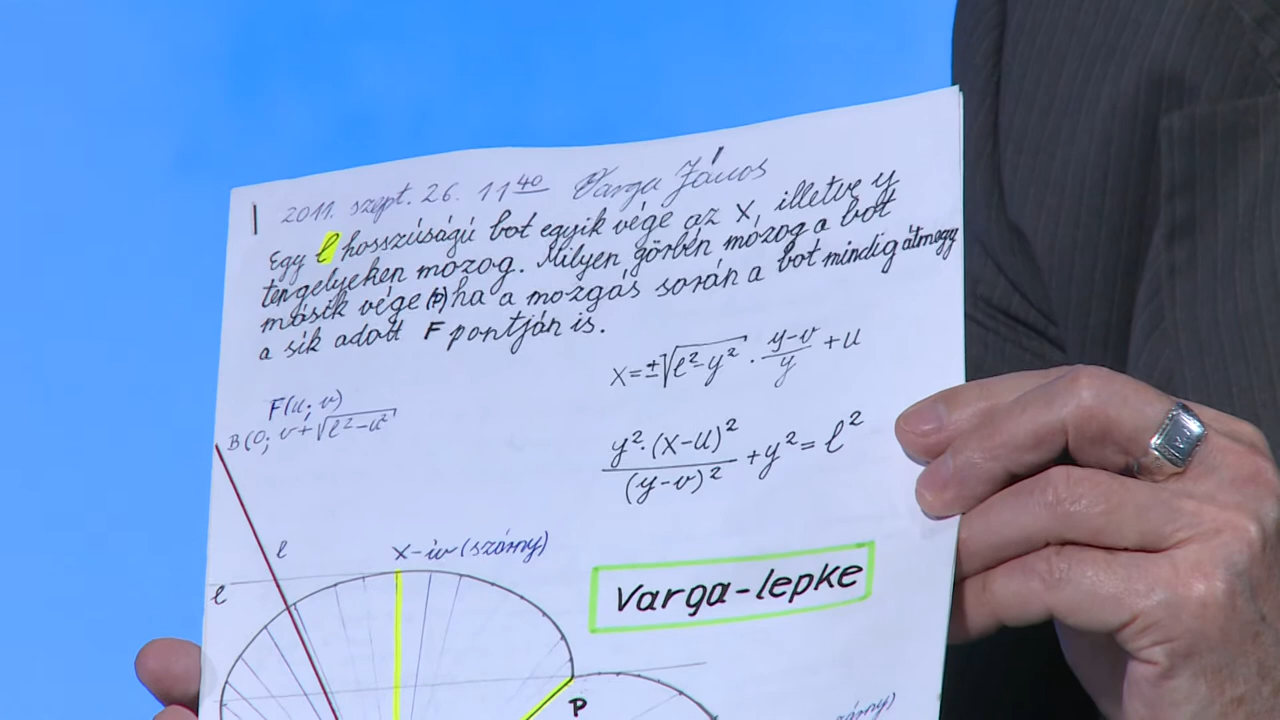 1 2011. szept. 26. 11⁴⁰ Varga János
Egy l hosszúságú bot egyik vége az X, illetve y
tengelyeken mozog. Milyen görbén mozog a bot
másik vége (P) ha a mozgás során a bot mindig átmegy
a sík adott F pontján is.
x=±√(l²-y²) · (y-v)/y + u
F(u; v)
B(0; v+√(l²-u²)
y²·(x-u)²/(y-v)² + y² = l²
l
x-ív (szárny)
l
Varga-lepke
P